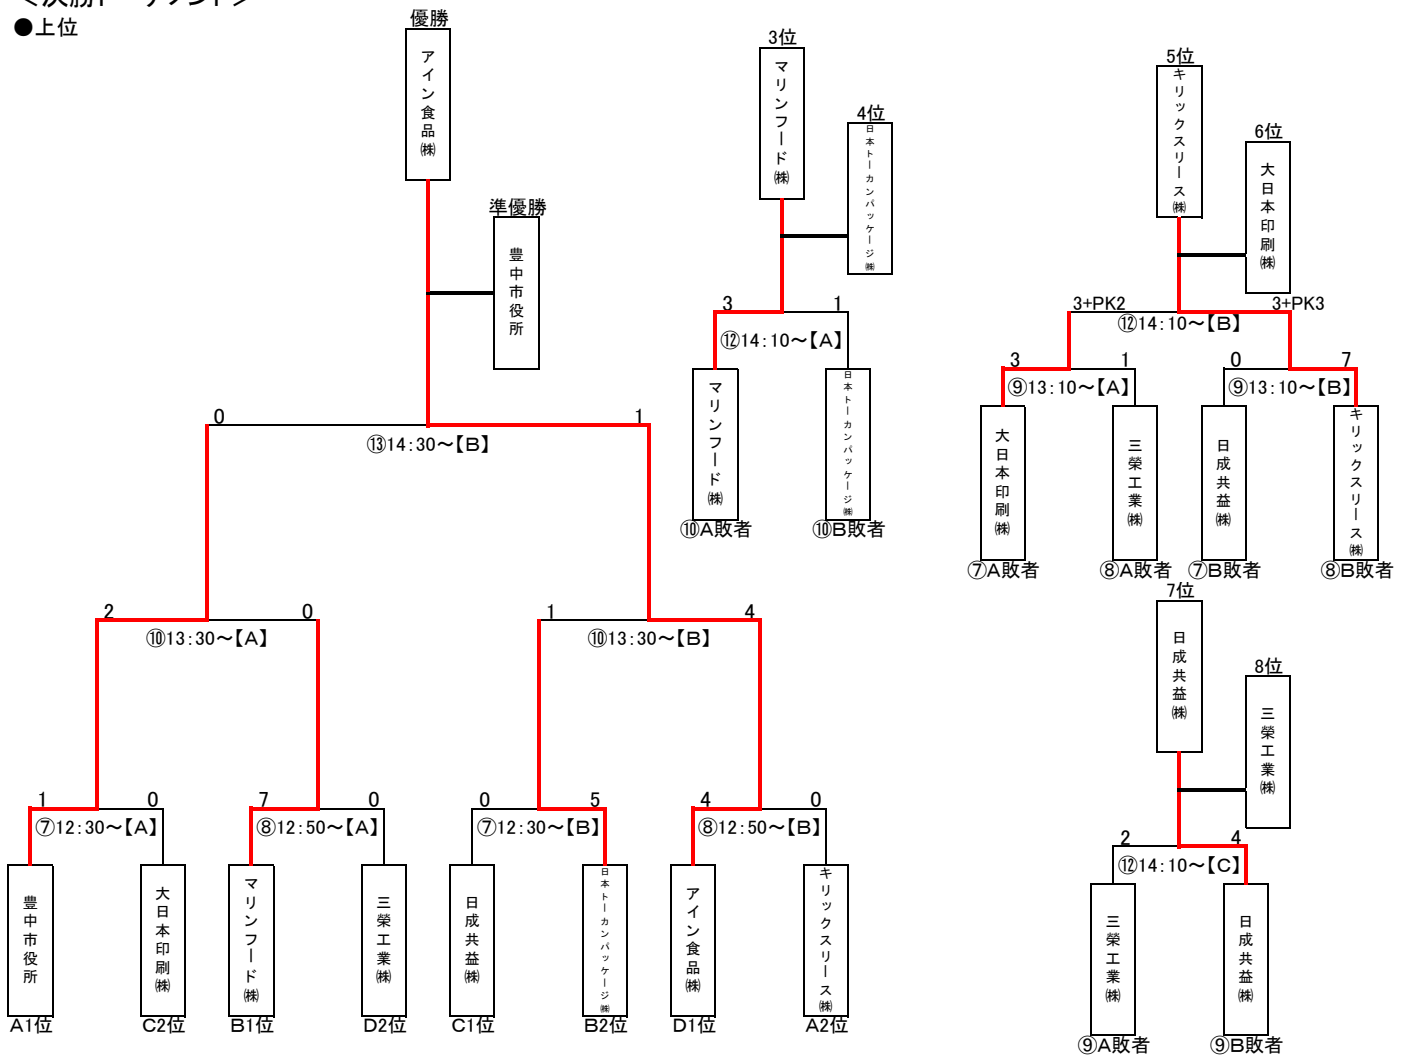 ＜決勝トーナメント＞
●上位
優勝
アイン食品㈱
準優勝
豊中市役所
0
1
⑬14:30～【B】
2
0
⑩13:30～【A】
1
4
⑩13:30～【B】
1
0
⑦12:30～【A】
7
0
⑧12:50～【A】
0
5
⑦12:30～【B】
4
0
⑧12:50～【B】
豊中市役所
大日本印刷㈱
マリンフード㈱
三榮工業㈱
日成共益㈱
日本トーカンパッケージ㈱
アイン食品㈱
キリックスリース㈱
A1位
C2位
B1位
D2位
C1位
B2位
D1位
A2位
3位
マリンフード㈱
4位
日本トーカンパッケージ㈱
3
1
⑫14:10～【A】
マリンフード㈱
日本トーカンパッケージ㈱
⑩A敗者
⑩B敗者
5位
キリックスリース㈱
6位
大日本印刷㈱
3+PK2
3+PK3
⑫14:10～【B】
3
1
⑨13:10～【A】
0
7
⑨13:10～【B】
大日本印刷㈱
三榮工業㈱
日成共益㈱
キリックスリース㈱
⑦A敗者
⑧A敗者
⑦B敗者
⑧B敗者
7位
日成共益㈱
8位
三榮工業㈱
2
4
⑫14:10～【C】
三榮工業㈱
日成共益㈱
⑨A敗者
⑨B敗者